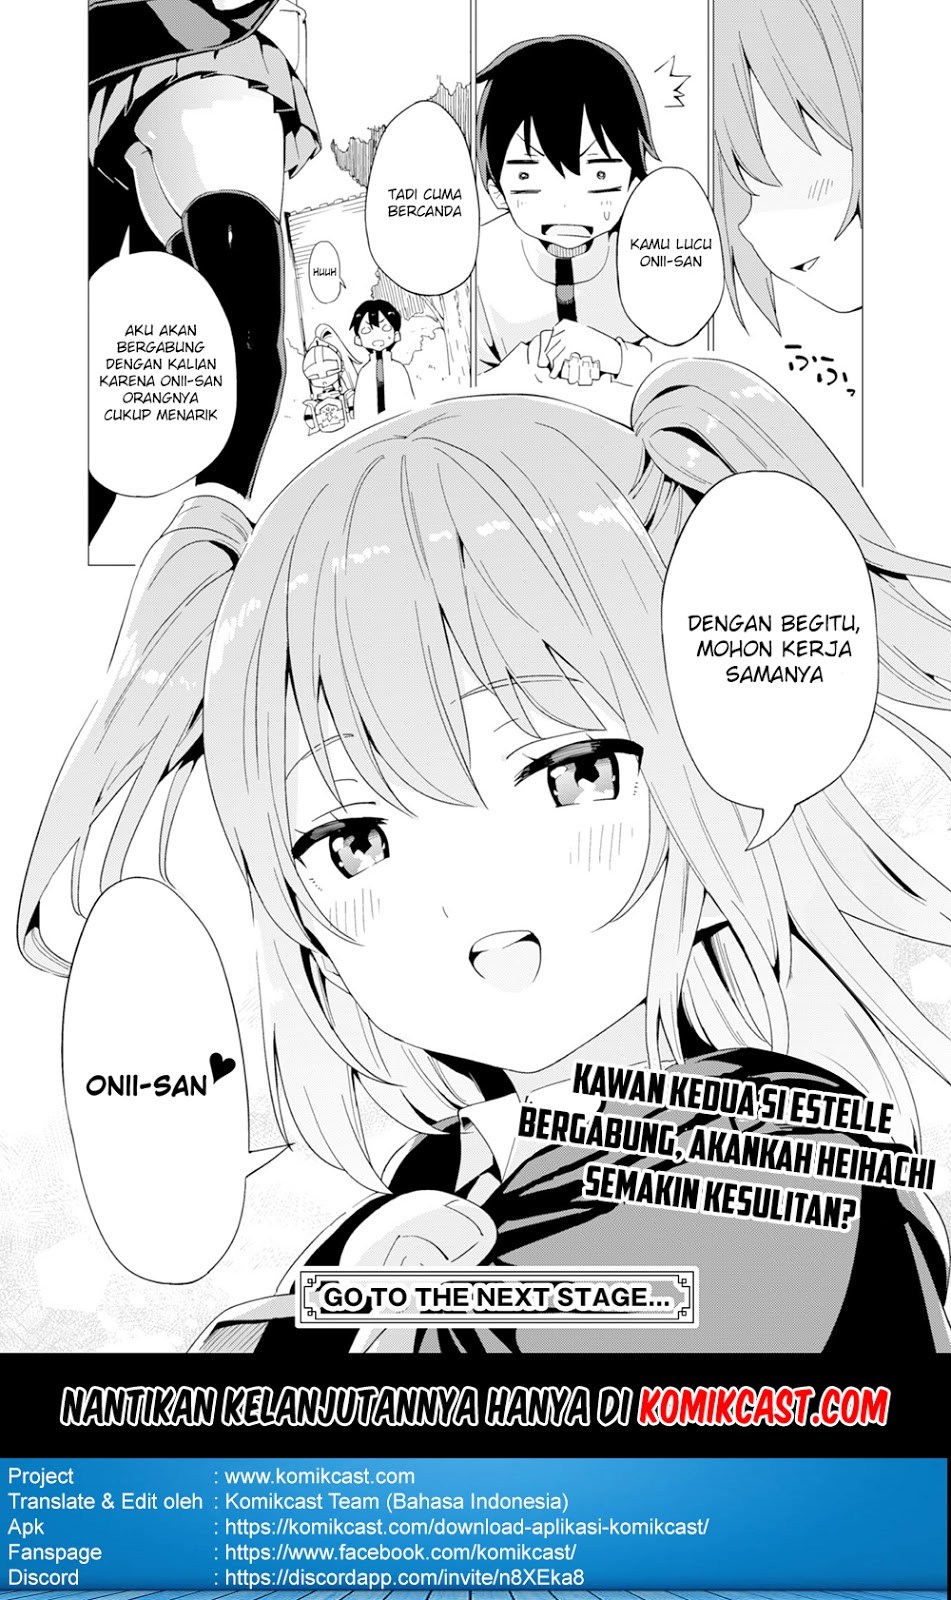 KAMU LUCU
ONII-SAN
ふふっ
TADI CUMA
BERCANDA
HUUH
AKU AKAN
BERGABUNG
DENGAN KALIAN
KARENA ONII-SAN
ORANGNYA
CUKUP MENARIK
DENGAN BEGITU,
MOHON KERJA
SAMANYA
ONII-SAN♥
KAWAN KEDUA SI ESTELLE
BERGABUNG, AKANKAH HEIHACHI
SEMAKIN KESULITAN?
GO TO THE NEXT STAGE...
NANTIKAN KELANJUTANNYA HANYA DI KOMIKCAST.COM
Project : www.komikcast.com
Translate & Edit oleh : Komikcast Team (Bahasa Indonesia)
Apk : https://komikcast.com/download-aplikasi-komikcast/
Fanspage : https://www.facebook.com/komikcast/
Discord : https://discordapp.com/invite/n8XEka8